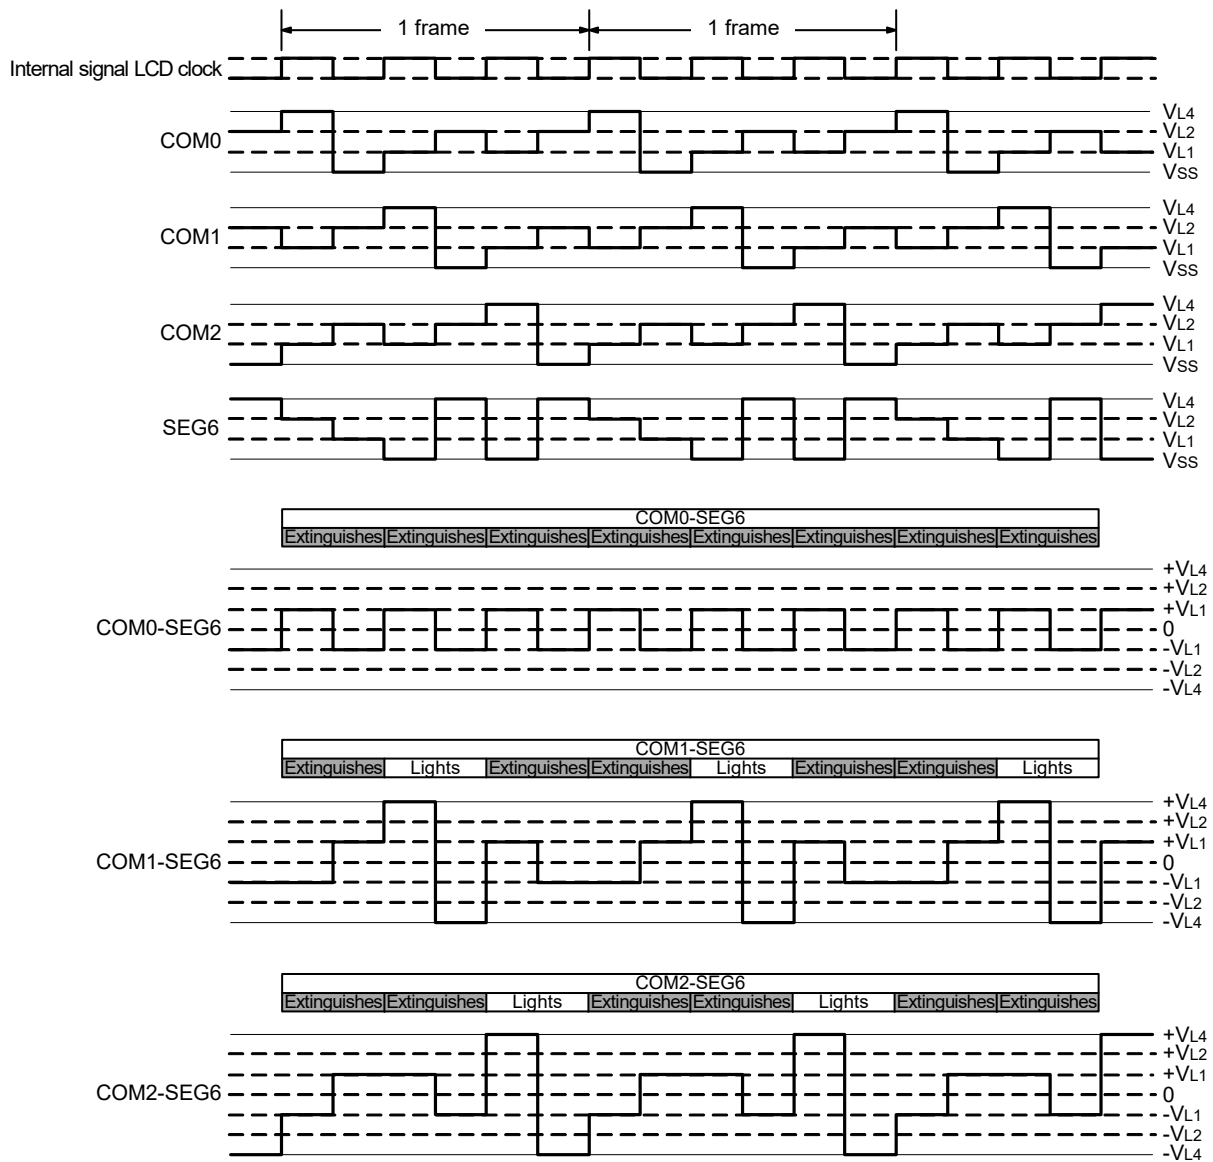 1 frame 1 frame
Internal signal LCD clock
VL4
VL2
COM0
VL1
VSS
VL4
VL2
COM1
VL1
VSS
VL4
VL2
COM2
VL1
VSS
VL4
VL2
SEG6
VL1
VSS
COM0-SEG6
Extinguishes Extinguishes Extinguishes Extinguishes Extinguishes Extinguishes Extinguishes Extinguishes
+VL4
+VL2
+VL1
COM0-SEG6 0
-VL1
-VL2
-VL4
COM1-SEG6
Extinguishes Lights Extinguishes Extinguishes Lights Extinguishes Extinguishes Lights
+VL4
+VL2
+VL1
COM1-SEG6 0
-VL1
-VL2
-VL4
COM2-SEG6
Extinguishes Extinguishes Lights Extinguishes Extinguishes Lights Extinguishes Extinguishes
+VL4
+VL2
+VL1
COM2-SEG6 0
-VL1
-VL2
-VL4